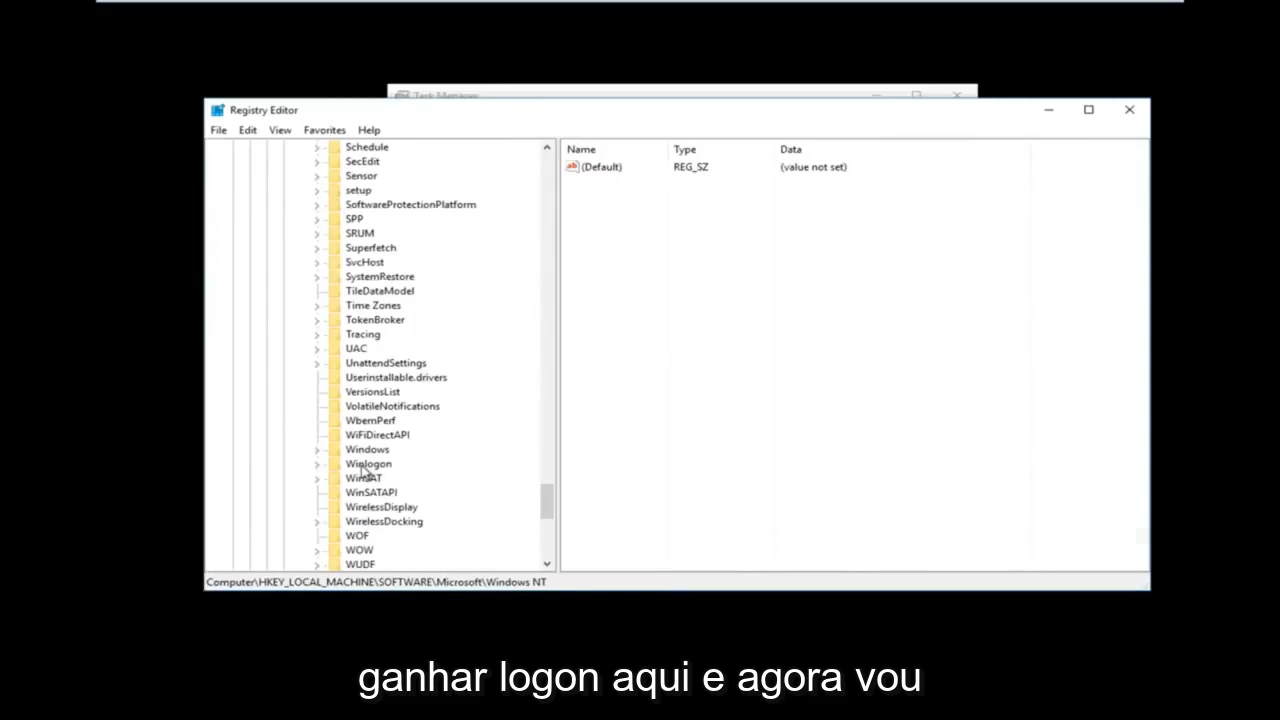 Task Manager
Registry Editor
File Edit View Favorites Help
Schedule
SecEdit
Sensor
setup
SoftwareProtectionPlatform
SPP
SRUM
Superfetch
SvcHost
SystemRestore
TileDataModel
Time Zones
TokenBroker
Tracing
UAC
UnattendSettings
Userinstallable.drivers
VersionsList
VolatileNotifications
WbemPerf
WiFiDirectAPI
Windows
Winlogon
WinSAT
WinSATAPI
WirelessDisplay
WirelessDocking
WOF
WOW
WUDF
Name Type Data
(Default) REG_SZ (value not set)
Computer\HKEY_LOCAL_MACHINE\SOFTWARE\Microsoft\Windows NT
ganhar logon aqui e agora vou